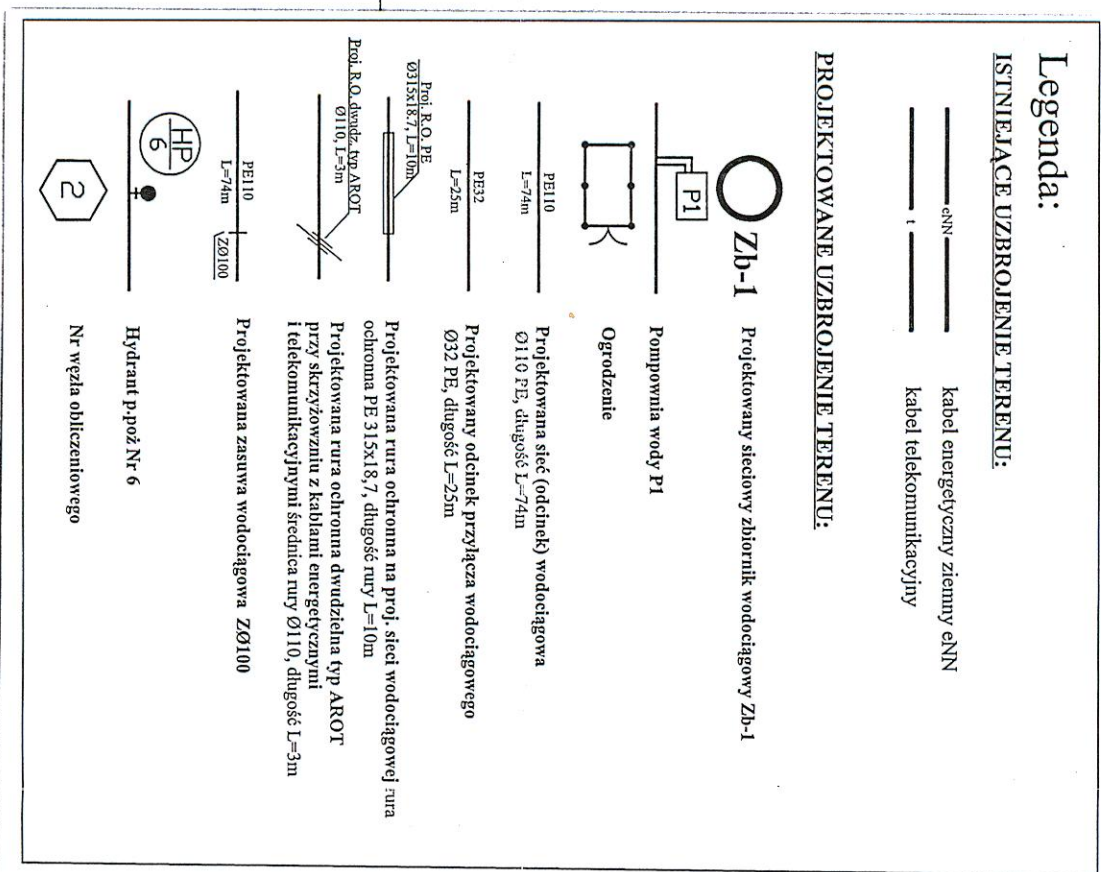 Legenda:
ISTNIEJĄCE UZBROJENIE TERENU:
eNN
kabel energetyczny ziemny eNN
t
kabel telekomunikacyjny
PROJEKTOWANE UZBROJENIE TERENU:
Zb-1
Projektowany sieciowy zbiornik wodociągowy Zb-1
P1
Pompownia wody P1
Ogrodzenie
PE110
L=74m
Projektowana sieć (odcinek) wodociągowa
Ø110 PE, długość L=74m
PE32
L=25m
Projektowany odcinek przyłącza wodociągowego
Ø32 PE, długość L=25m
Proj. R.O. PE
Ø315x18.7, L=10m
Projektowana rura ochronna na proj. sieci wodociągowej rura
ochronna PE 315x18,7, długość rury L=10m
Proj. R.O. dwudz. typ AROT
Ø110, L=3m
Projektowana rura ochronna dwudzielna typ AROT
przy skrzyżowzniu z kablami energetycznymi
i telekomunikacyjnymi średnica rury Ø110, długość L=3m
PE110
L=74m
ZØ100
Projektowana zasuwa wodociągowa ZØ100
HP
6
Hydrant p.poż Nr 6
2
Nr węzła obliczeniowego